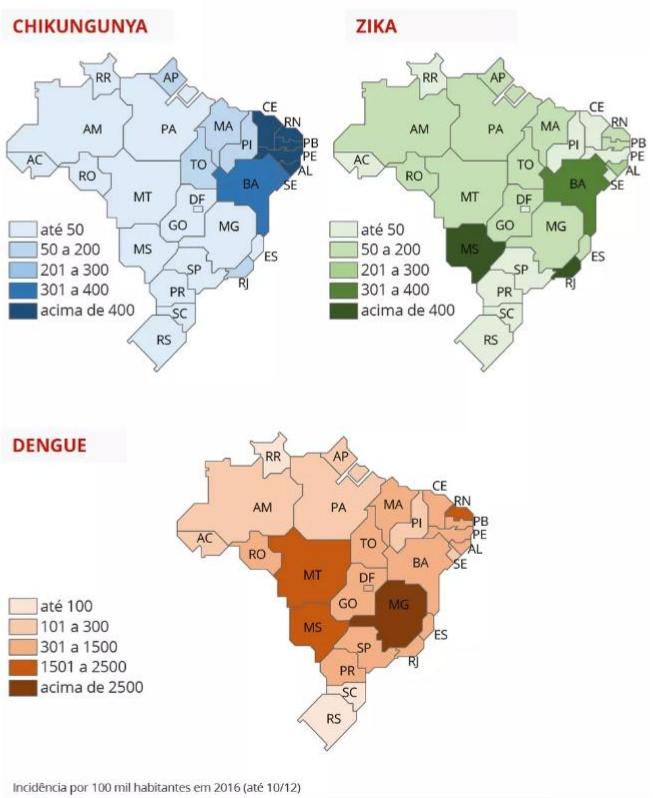 CHIKUNGUNYA
RR
AP
AM
PA
MA
CE
RN
PB
PE
AL
SE
PI
AC
RO
TO
BA
MT
DF
GO
MG
MS
ES
SP
RJ
PR
SC
RS
até 50
50 a 200
201 a 300
301 a 400
acima de 400
ZIKA
RR
AP
AM
PA
MA
CE
RN
PB
PE
AL
SE
PI
AC
RO
TO
BA
MT
DF
GO
MG
MS
ES
SP
RJ
PR
SC
RS
até 50
50 a 200
201 a 300
301 a 400
acima de 400
DENGUE
RR
AP
AM
PA
MA
CE
RN
PB
PE
AL
SE
PI
AC
RO
TO
BA
MT
DF
GO
MG
MS
ES
SP
RJ
PR
SC
RS
até 100
101 a 300
301 a 1500
1501 a 2500
acima de 2500
Incidência por 100 mil habitantes em 2016 (até 10/12)